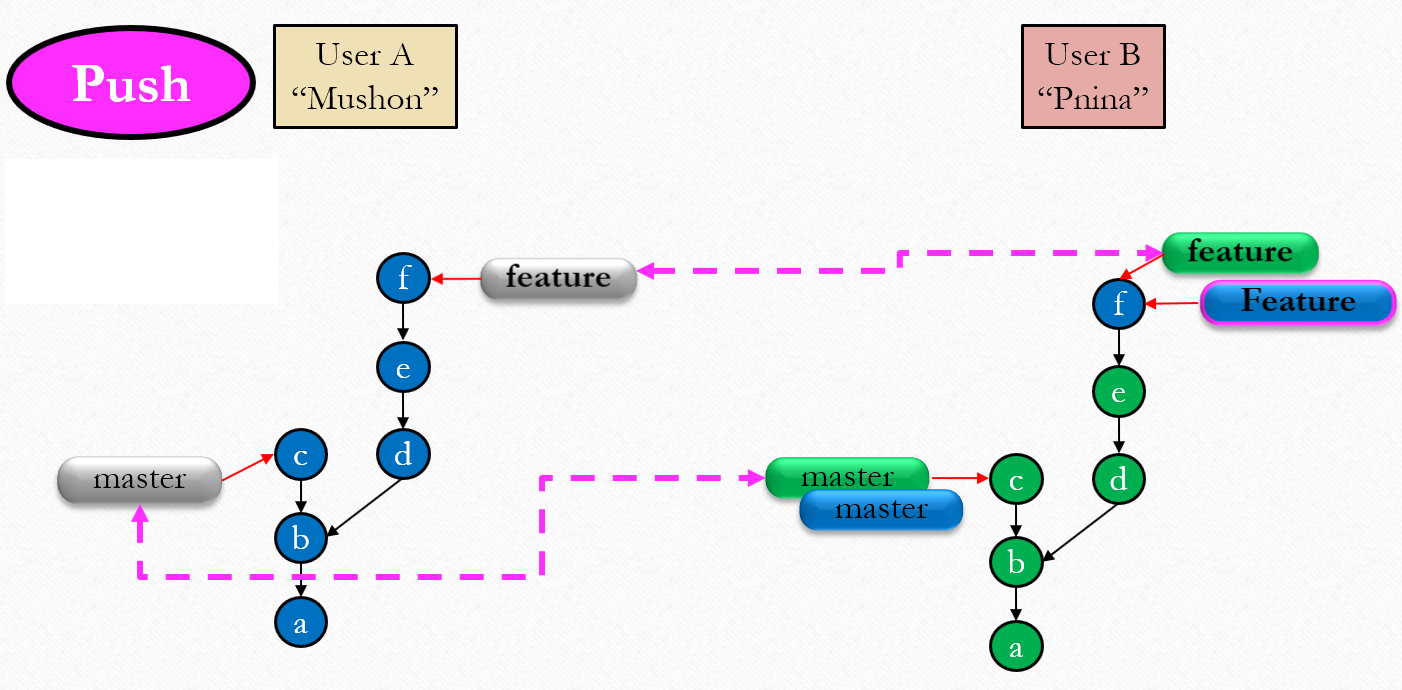 Push
User A
“Mushon”
User B
“Pnina”
feature
f
feature
f
Feature
e
e
c
d
master
master
c
d
master
b
b
a
a